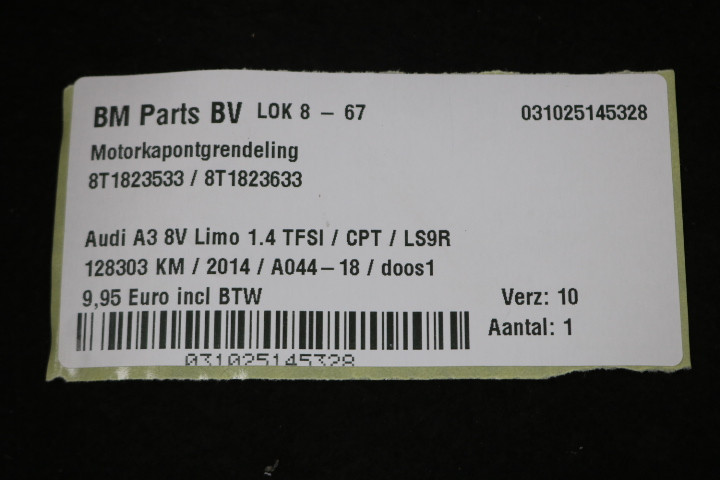 BM Parts BV LOK 8 – 67 031025145328
Motorkapontgrendeling
8T1823533 / 8T1823633
Audi A3 8V Limo 1.4 TFSI / CPT / LS9R
128303 KM / 2014 / A044–18 / doos1
9,95 Euro incl BTW Verz: 10
Aantal: 1
031025145328